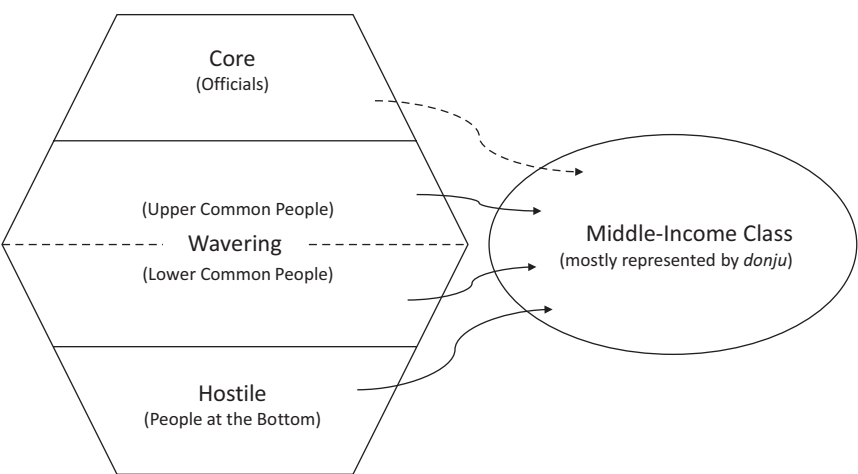 Core
(Officials)
(Upper Common People)
Wavering
(Lower Common People)
Hostile
(People at the Bottom)
Middle-Income Class
(mostly represented by donju)